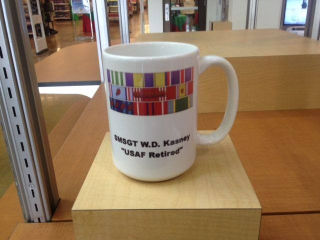 SMSGT W.D. Kasney
"USAF Retired"